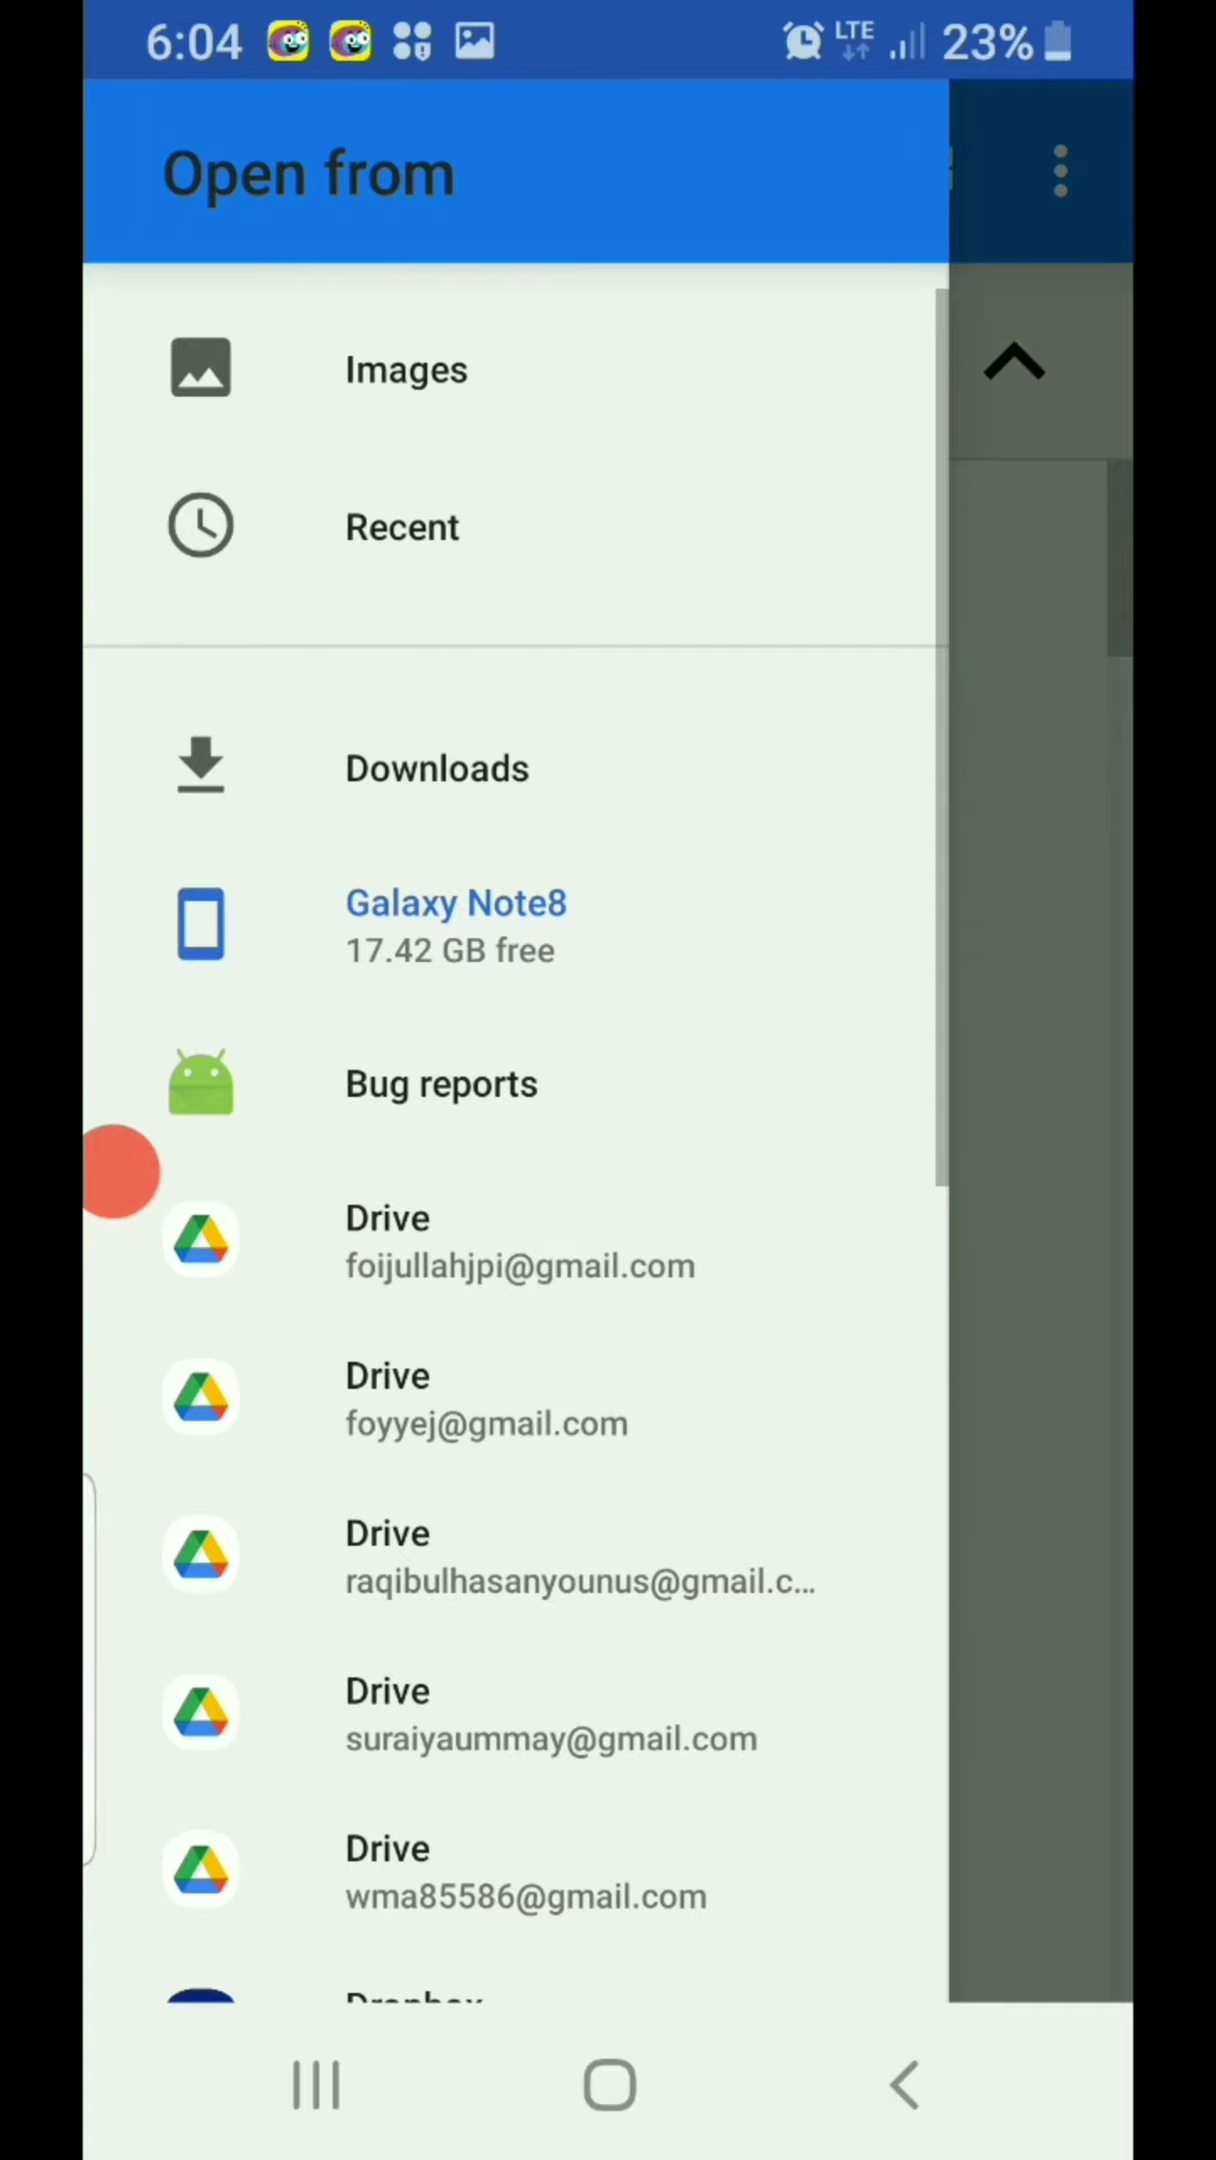 6:04
LTE
23%
Open from
Images
Recent
Downloads
Galaxy Note8
17.42 GB free
Bug reports
Drive
foijullahjpi@gmail.com
Drive
foyyej@gmail.com
Drive
raqibulhasanyounus@gmail.c...
Drive
suraiyaummay@gmail.com
Drive
wma85586@gmail.com
Dropbox